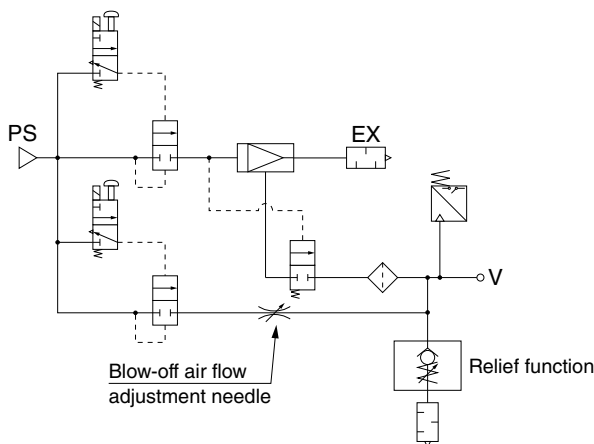 PS
EX
V
Blow-off air flow
adjustment needle
Relief function